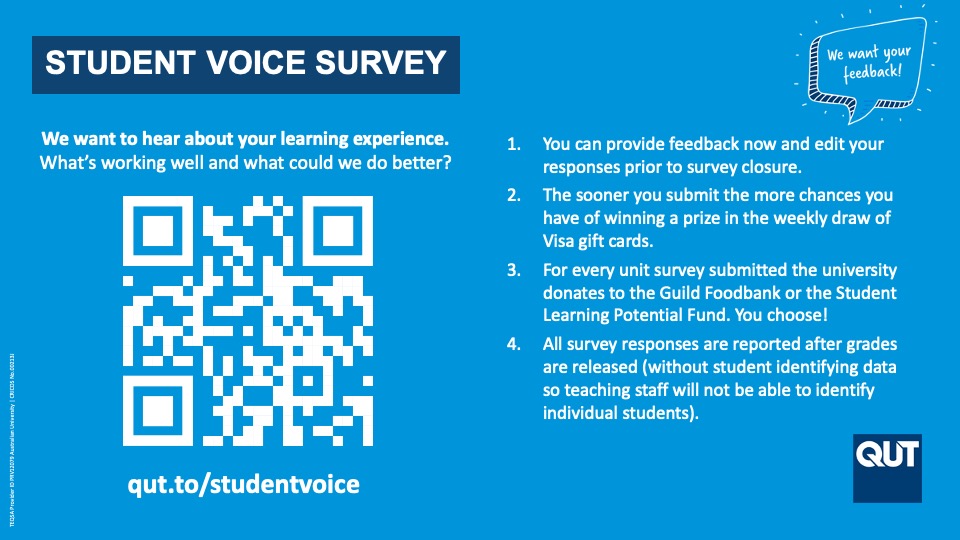 STUDENT VOICE SURVEY
We want your
feedback!
We want to hear about your learning experience.
What's working well and what could we do better?
qut.to/studentvoice
1. You can provide feedback now and edit your
responses prior to survey closure.
2. The sooner you submit the more chances you
have of winning a prize in the weekly draw of
Visa gift cards.
3. For every unit survey submitted the university
donates to the Guild Foodbank or the Student
Learning Potential Fund. You choose!
4. All survey responses are reported after grades
are released (without student identifying data
so teaching staff will not be able to identify
individual students).
QUT
TEQSA Provider ID PRV12079 Australian University | CRICOS No.00213J